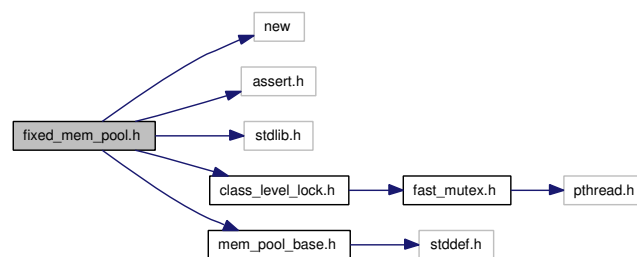 new
assert.h
fixed_mem_pool.h
stdlib.h
class_level_lock.h
fast_mutex.h
pthread.h
mem_pool_base.h
stddef.h